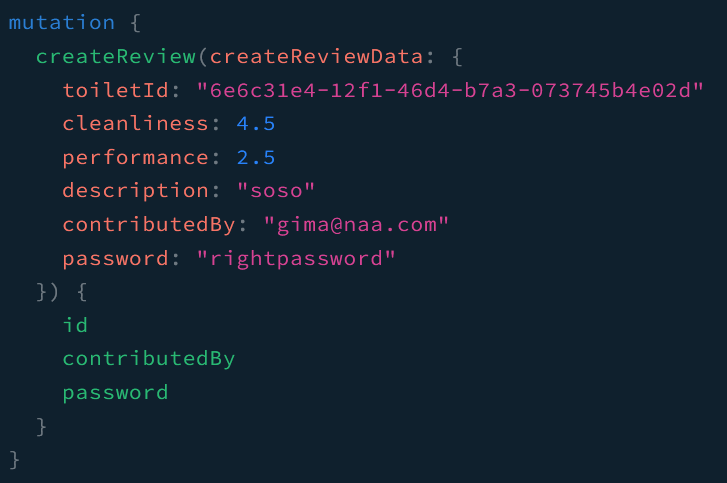 mutation {
createReview(createReviewData: {
toiletId: "6e6c31e4-12f1-46d4-b7a3-073745b4e02d"
cleanliness: 4.5
performance: 2.5
description: "soso"
contributedBy: "gima@naa.com"
password: "rightpassword"
}) {
id
contributedBy
password
}
}